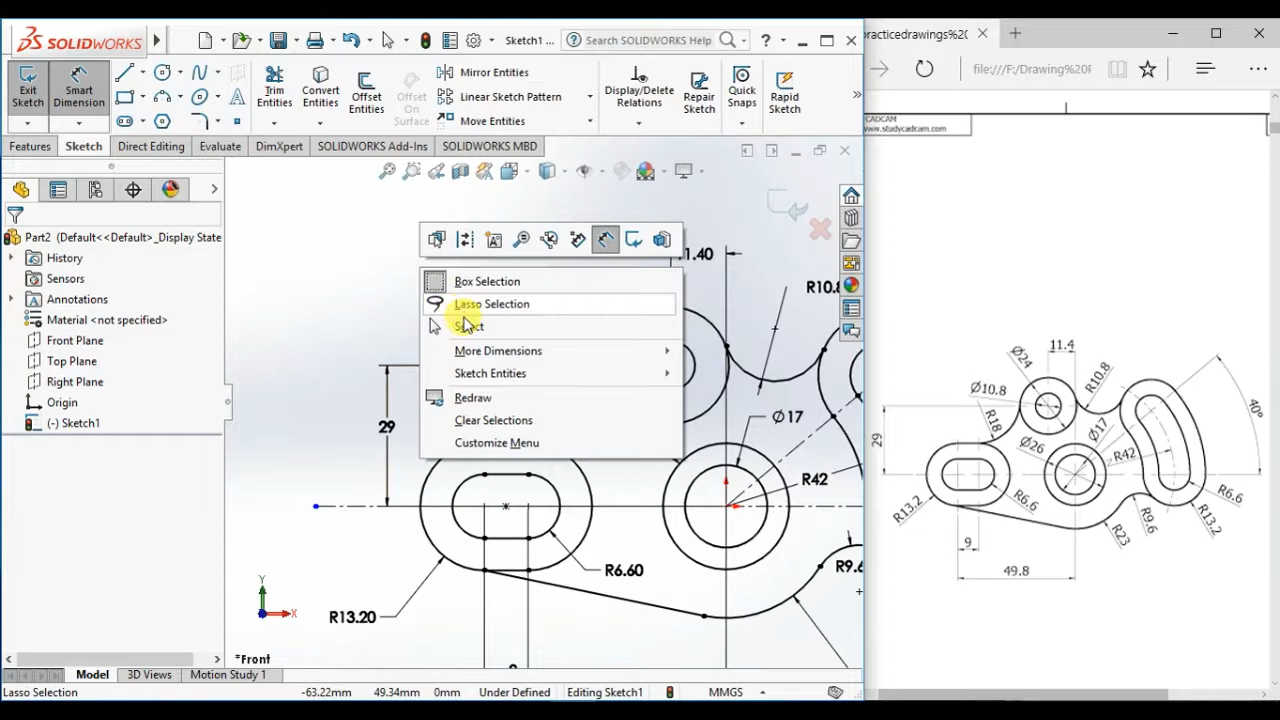 SOLIDWORKS
Sketch1 ...
Search SOLIDWORKS Help
?
practicedrawings%20
file:///F:/Drawing%20F
Exit Sketch
Smart Dimension
Trim Entities
Convert Entities
Offset Entities
Offset On Surface
Mirror Entities
Linear Sketch Pattern
Move Entities
Display/Delete Relations
Repair Sketch
Quick Snaps
Rapid Sketch
Features
Sketch
Direct Editing
Evaluate
DimXpert
SOLIDWORKS Add-Ins
SOLIDWORKS MBD
CADCAM
www.studycadcam.com
Part2 (Default<<Default>_Display State
History
Sensors
Annotations
Material <not specified>
Front Plane
Top Plane
Right Plane
Origin
(-) Sketch1
Box Selection
Lasso Selection
Select
More Dimensions
Sketch Entities
Redraw
Clear Selections
Customize Menu
1.40
R10.8
29
Ø17
R42
R6.60
R9.6
R13.20
Y
X
*Front
Ø24
11.4
Ø10.8
R10.8
R18
Ø17
40°
29
Ø26
R42
R6.6
R13.2
R6.6
R9.6
R13.2
R23
9
49.8
Model
3D Views
Motion Study 1
Lasso Selection
-63.22mm
49.34mm
0mm
Under Defined
Editing Sketch1
MMGS